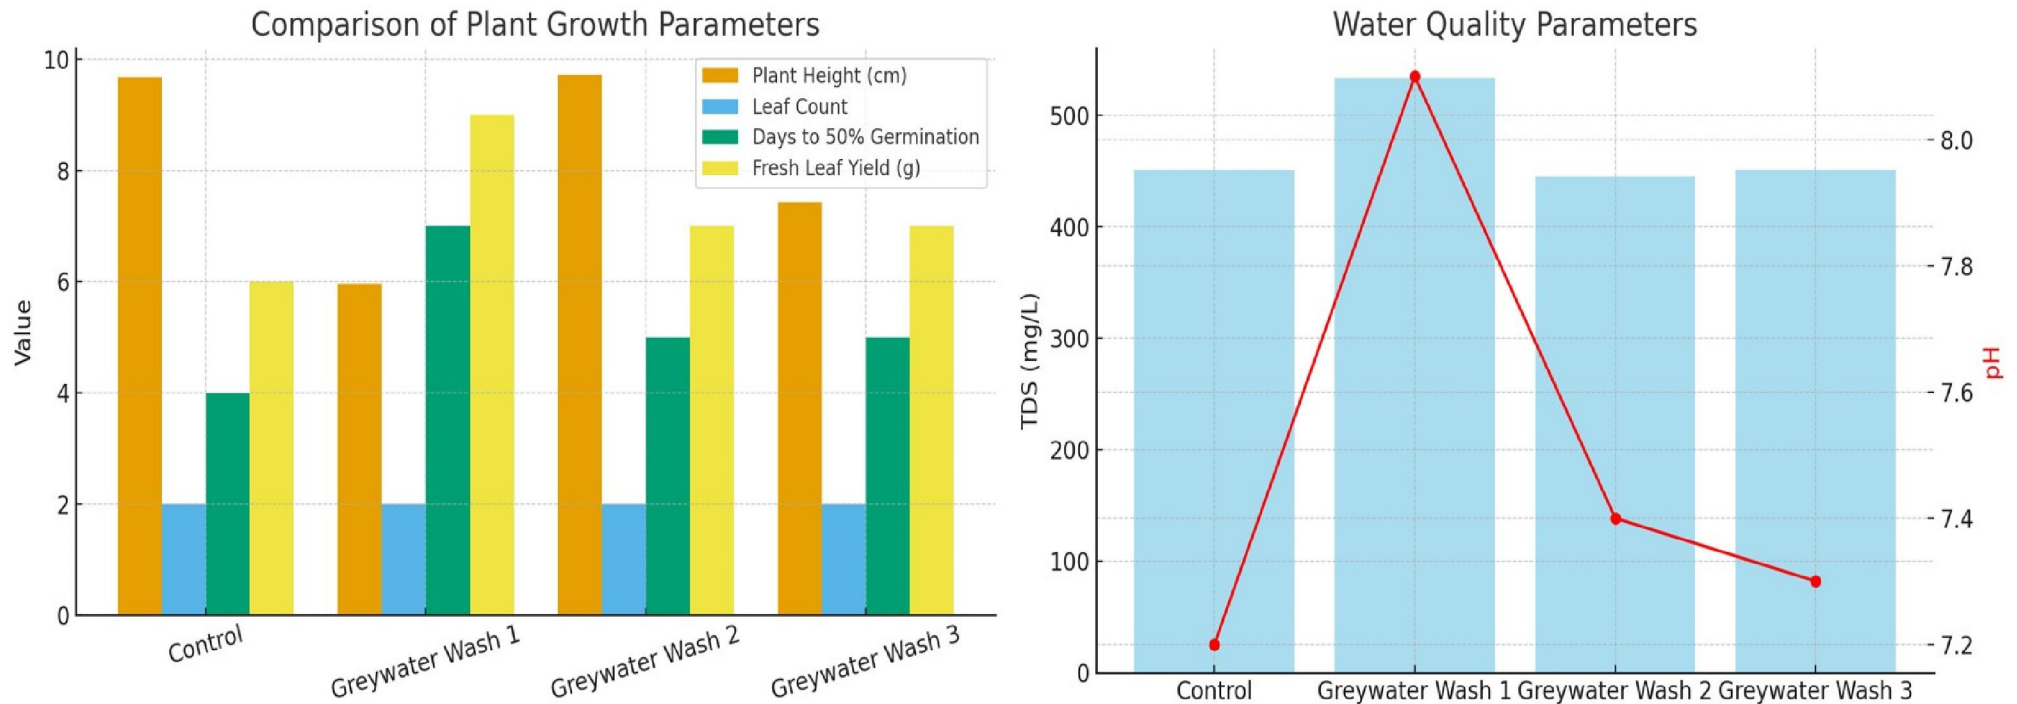 Comparison of Plant Growth Parameters
10
8
6
4
2
0
Value
Plant Height (cm)
Leaf Count
Days to 50% Germination
Fresh Leaf Yield (g)
Control
Greywater Wash 1
Greywater Wash 2
Greywater Wash 3
Water Quality Parameters
500
400
300
200
100
0
TDS (mg/L)
8.0
7.8
7.6
7.4
7.2
pH
Control
Greywater Wash 1
Greywater Wash 2
Greywater Wash 3